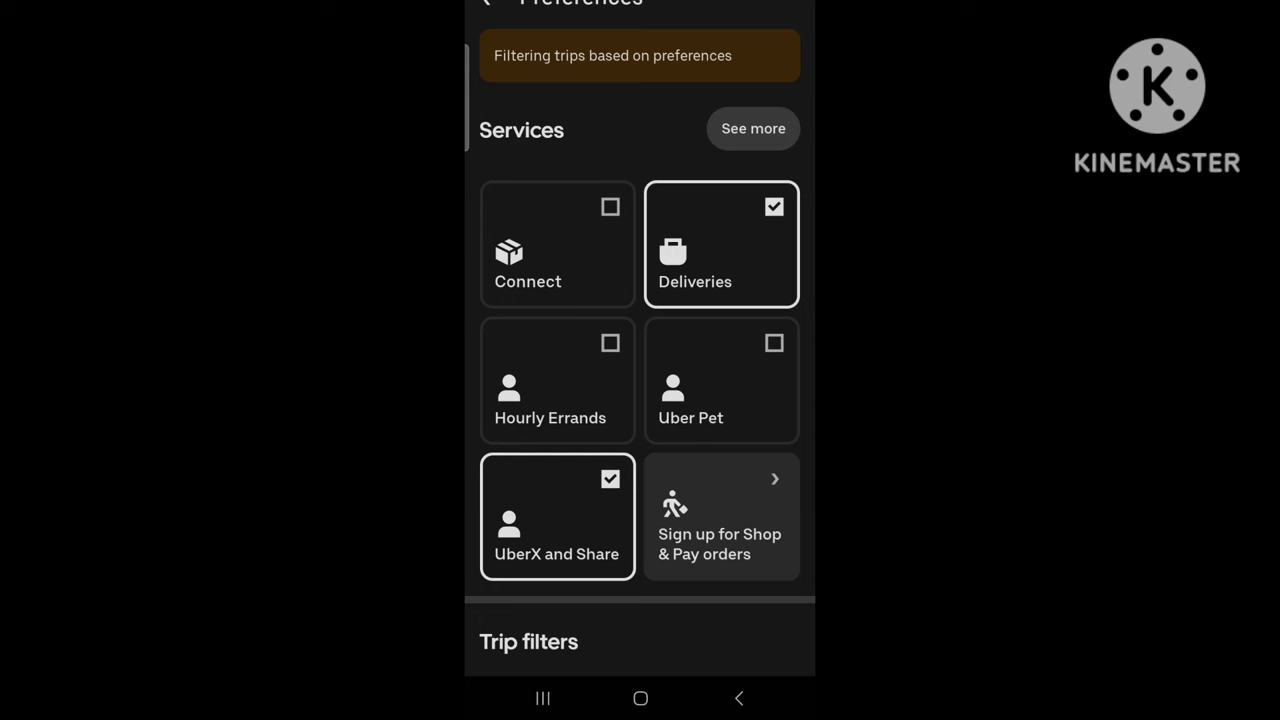 Preferences
Filtering trips based on preferences
Services
See more
Connect
Deliveries
Hourly Errands
Uber Pet
UberX and Share
Sign up for Shop
& Pay orders
Trip filters
K
KINEMASTER